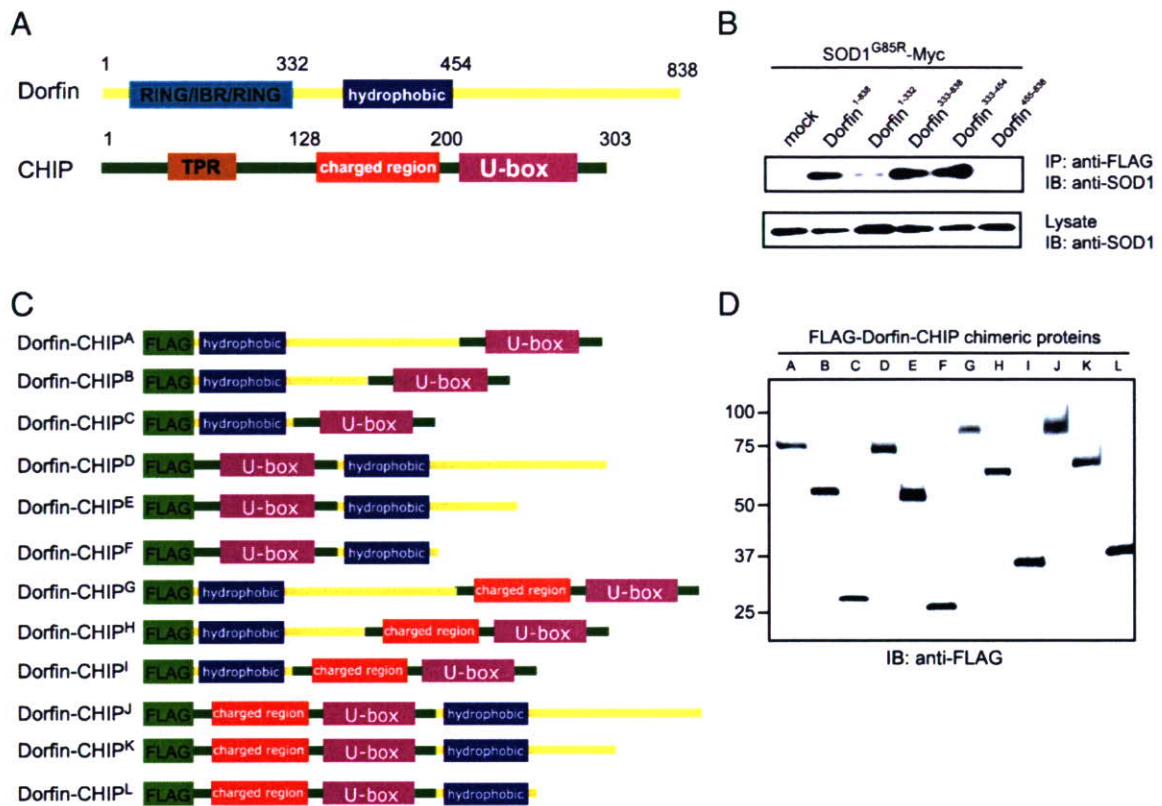 A
1 332 454 838
Dorfin RING/IBR/RING hydrophobic
1 128 200 303
CHIP TPR charged region U-box
B
SOD1G85R-Myc
mock Dorfin1-838 Dorfin1-332 Dorfin333-838 Dorfin333-454 Dorfin455-838
IP: anti-FLAG
IB: anti-SOD1
Lysate
IB: anti-SOD1
C
Dorfin-CHIPA FLAG hydrophobic U-box
Dorfin-CHIPB FLAG hydrophobic U-box
Dorfin-CHIPC FLAG hydrophobic U-box
Dorfin-CHIPD FLAG U-box hydrophobic
Dorfin-CHIPE FLAG U-box hydrophobic
Dorfin-CHIPF FLAG U-box hydrophobic
Dorfin-CHIPG FLAG hydrophobic charged region U-box
Dorfin-CHIPH FLAG hydrophobic charged region U-box
Dorfin-CHIPI FLAG hydrophobic charged region U-box
Dorfin-CHIPJ FLAG charged region U-box hydrophobic
Dorfin-CHIPK FLAG charged region U-box hydrophobic
Dorfin-CHIPL FLAG charged region U-box hydrophobic
D
FLAG-Dorfin-CHIP chimeric proteins
A B C D E F G H I J K L
100
75
50
37
25
IB: anti-FLAG